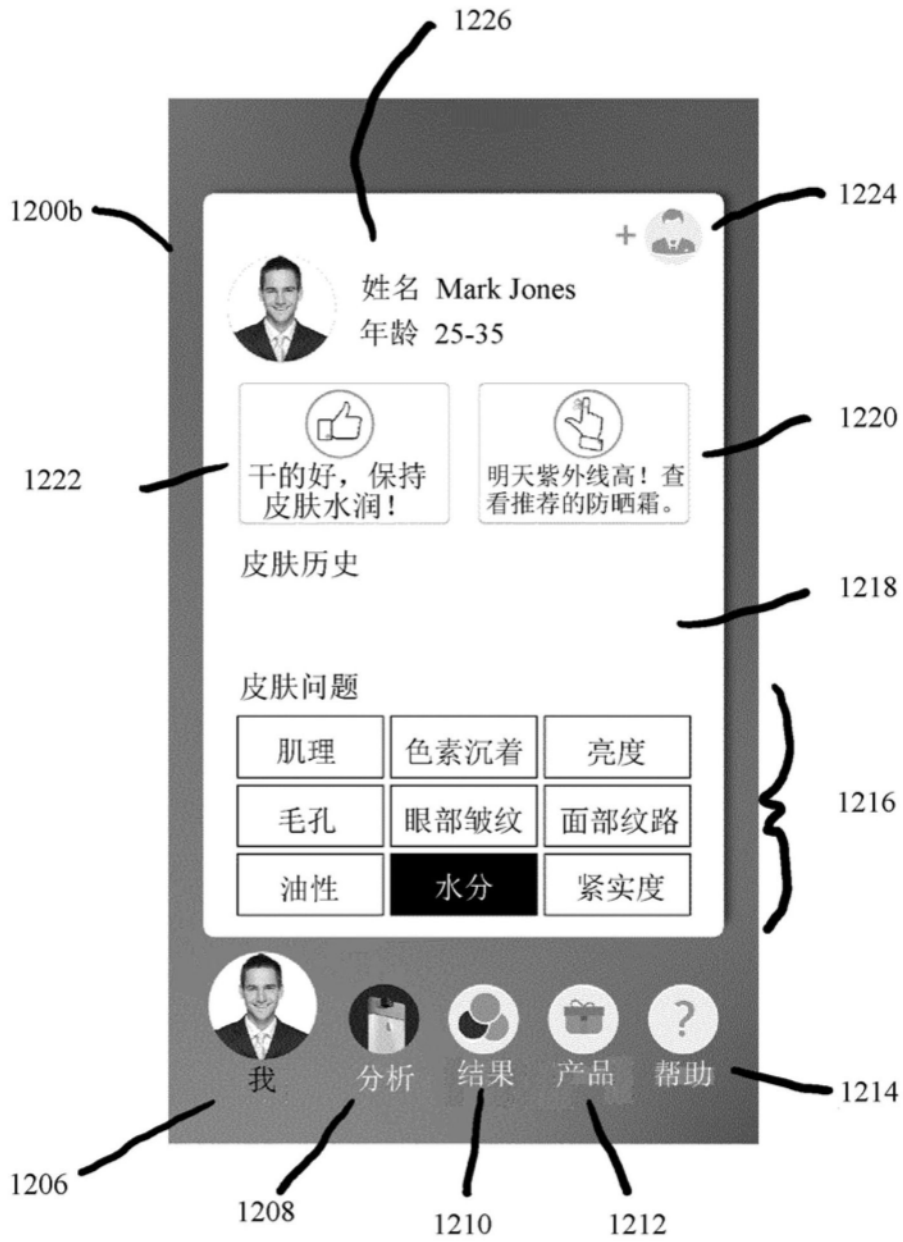 1226
1200b
1224
+
姓名 Mark Jones
年龄 25-35
1220
1222
干的好，保持
皮肤水润！
明天紫外线高！查
看推荐的防晒霜。
皮肤历史
1218
皮肤问题
肌理 色素沉着 亮度
毛孔 眼部皱纹 面部纹路
1216
油性 水分 紧实度
?
我 分析 结果 产品 帮助
1214
1206
1208
1210
1212